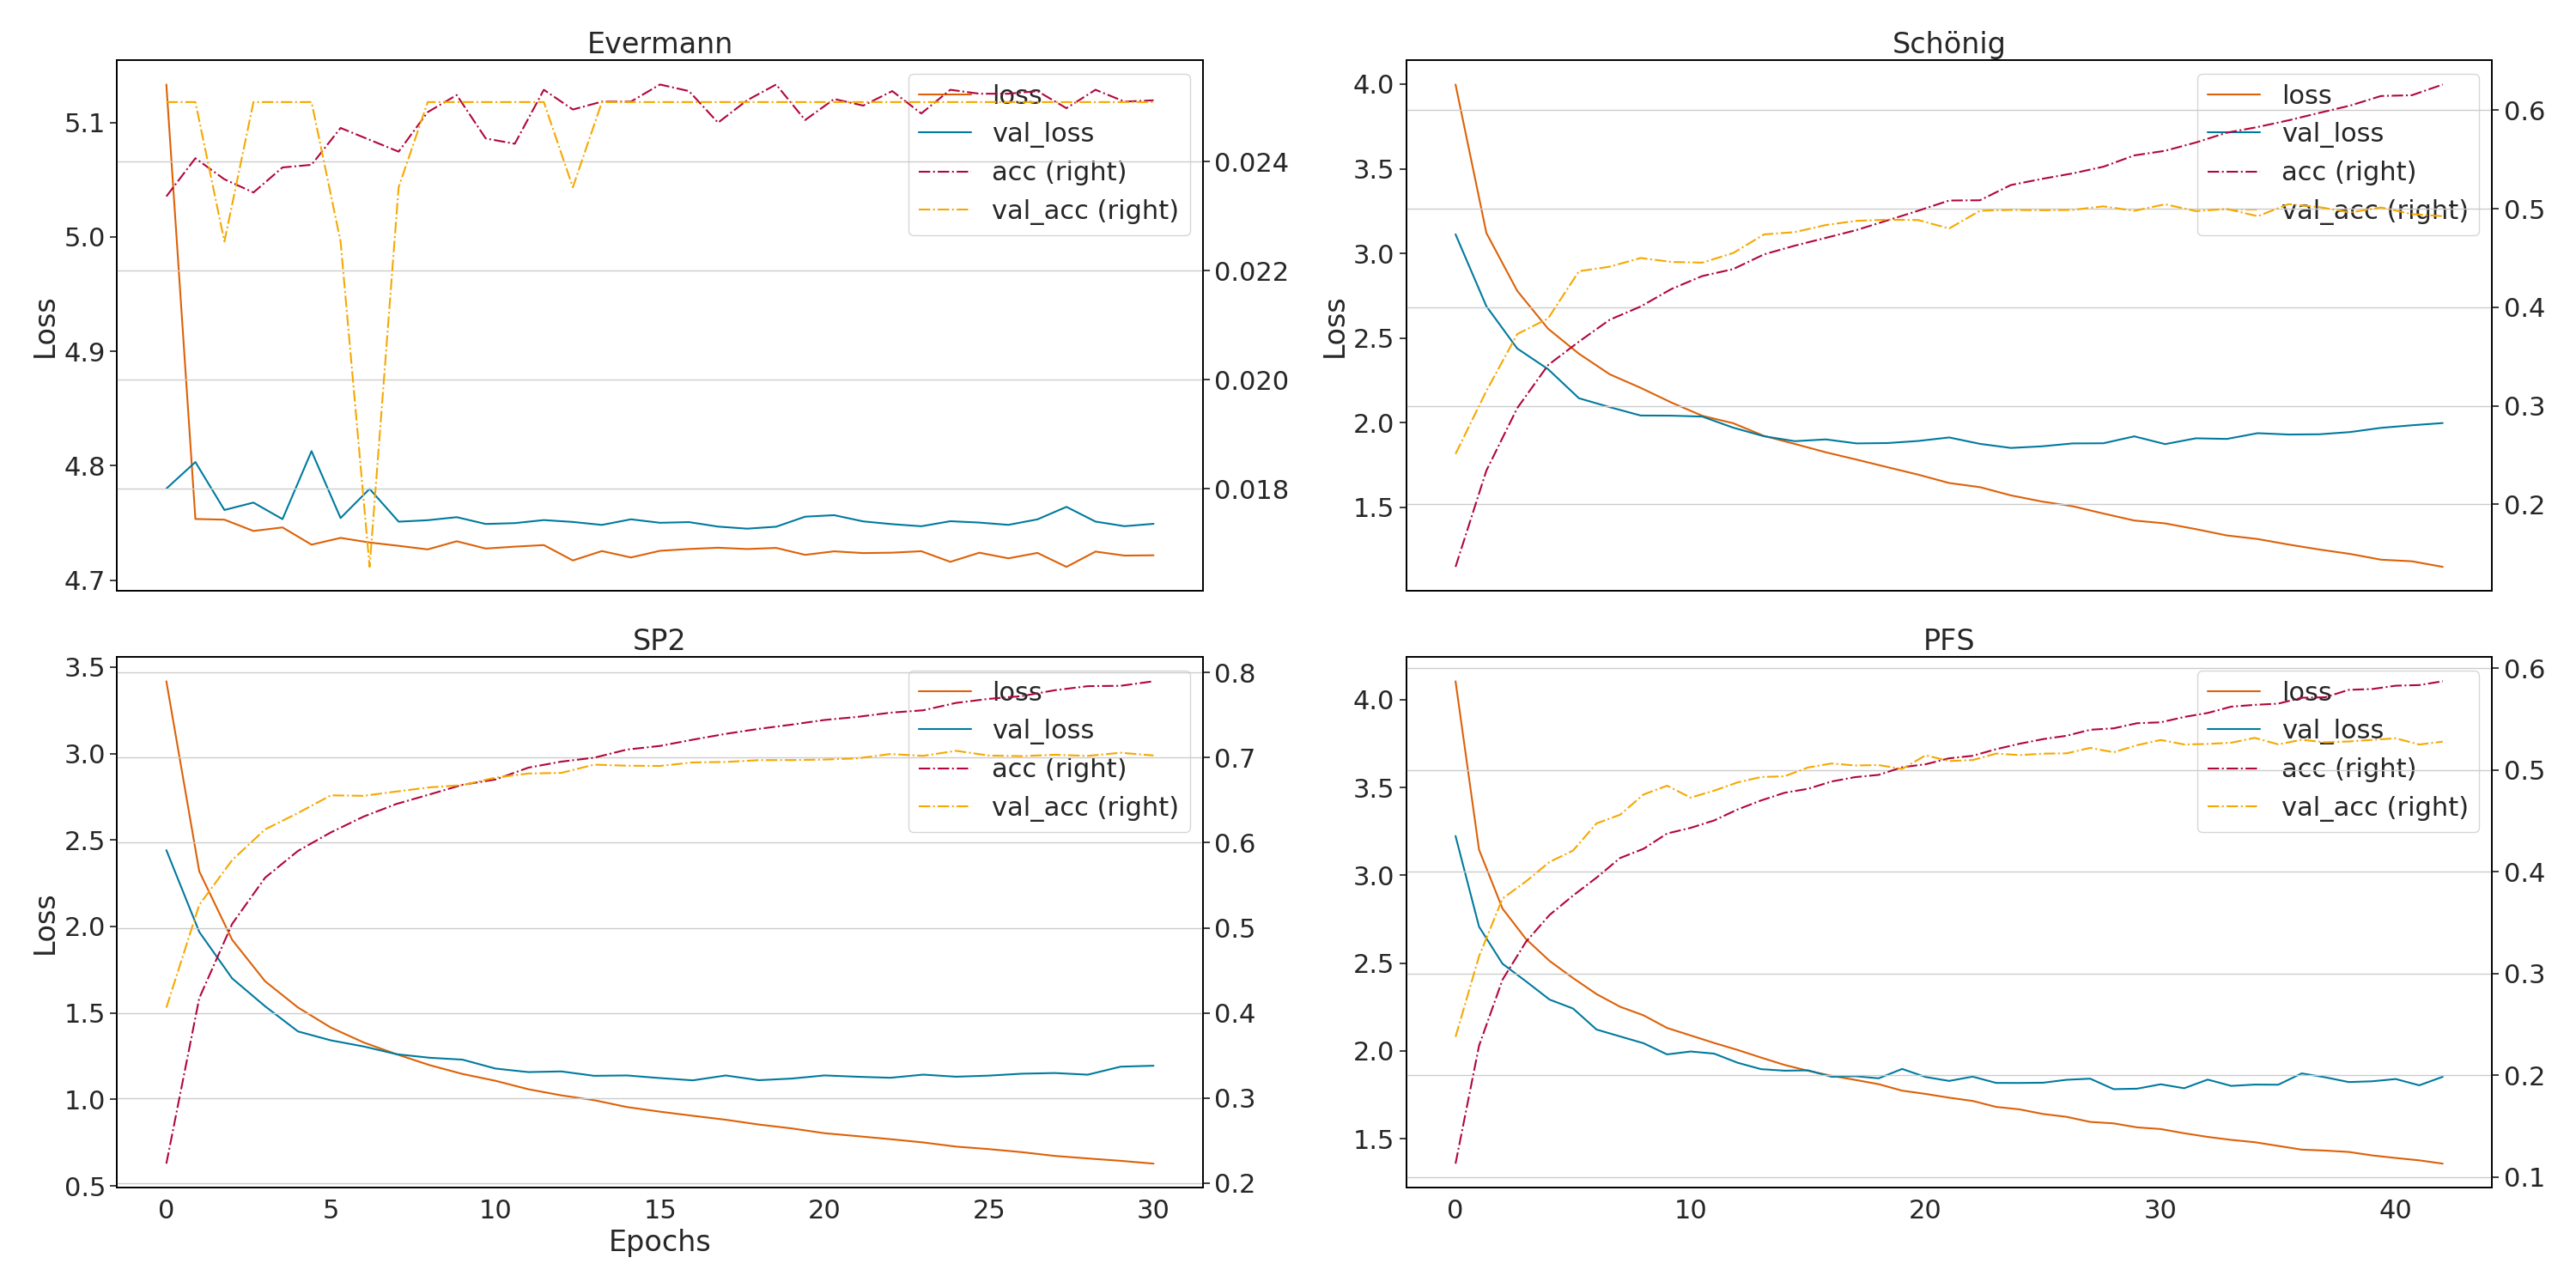 Evermann
Loss
5.1
5.0
4.9
4.8
4.7
loss
val_loss
acc (right)
val_acc (right)
0.024
0.022
0.020
0.018
Schönig
Loss
4.0
3.5
3.0
2.5
2.0
1.5
loss
val_loss
acc (right)
val_acc (right)
0.6
0.5
0.4
0.3
0.2
SP2
Loss
3.5
3.0
2.5
2.0
1.5
1.0
0.5
loss
val_loss
acc (right)
val_acc (right)
0.8
0.7
0.6
0.5
0.4
0.3
0.2
0 5 10 15 20 25 30
Epochs
PFS
4.0
3.5
3.0
2.5
2.0
1.5
loss
val_loss
acc (right)
val_acc (right)
0.6
0.5
0.4
0.3
0.2
0.1
0 10 20 30 40